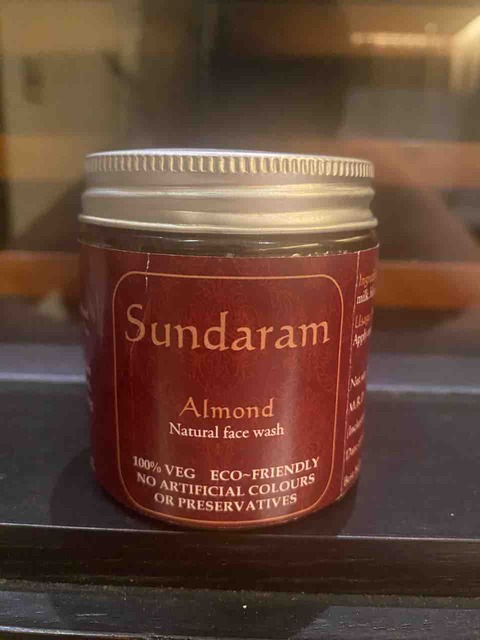 Sundaram
Almond
Natural face wash
100% VEG ECO~FRIENDLY
NO ARTIFICIAL COLOURS
OR PRESERVATIVES